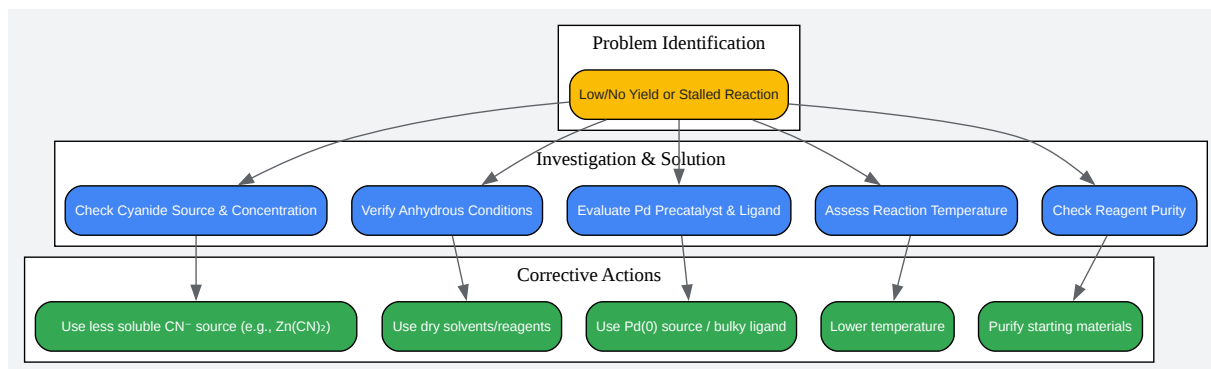 Problem Identification
Low/No Yield or Stalled Reaction
Investigation & Solution
Check Cyanide Source & Concentration
Verify Anhydrous Conditions
Evaluate Pd Precatalyst & Ligand
Assess Reaction Temperature
Check Reagent Purity
Corrective Actions
Use less soluble CN⁻ source (e.g., Zn(CN)₂)
Use dry solvents/reagents
Use Pd(0) source / bulky ligand
Lower temperature
Purify starting materials